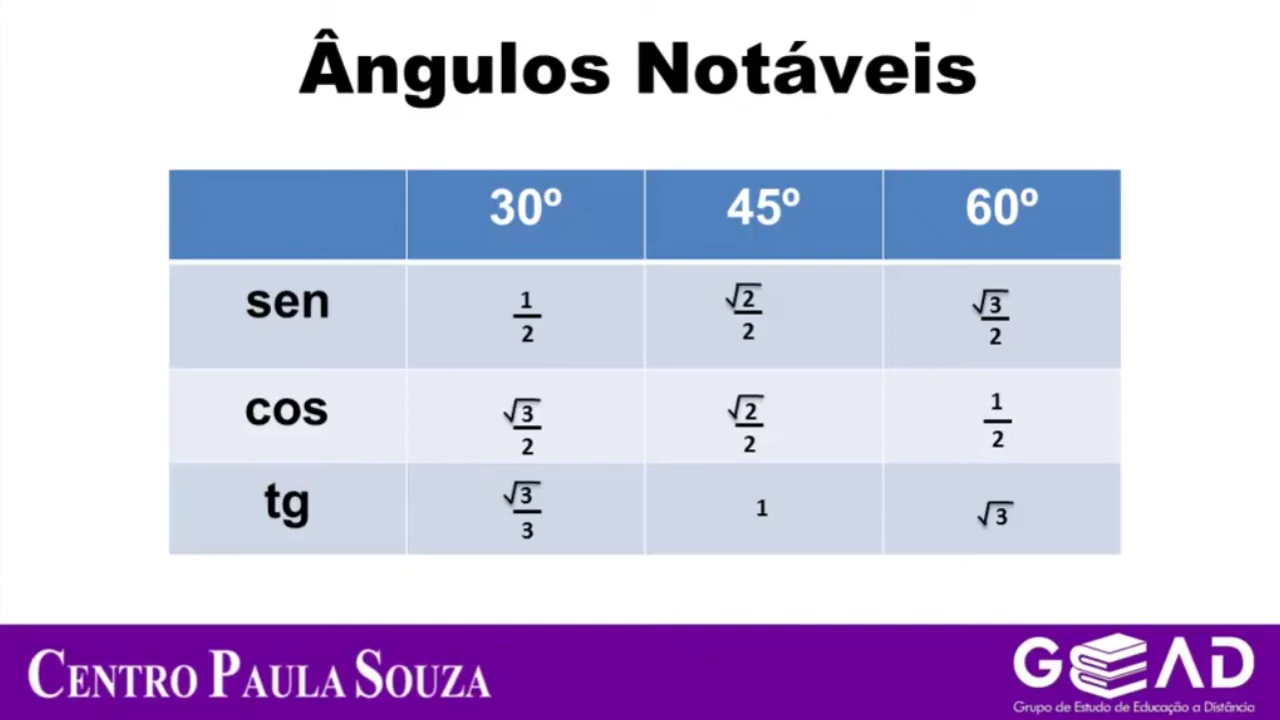 Ângulos Notáveis
30º 45º 60º
sen 1/2 √2/2 √3/2
cos √3/2 √2/2 1/2
tg √3/3 1 √3
CENTRO PAULA SOUZA
GEAD
Grupo de Estudo de Educação a Distância